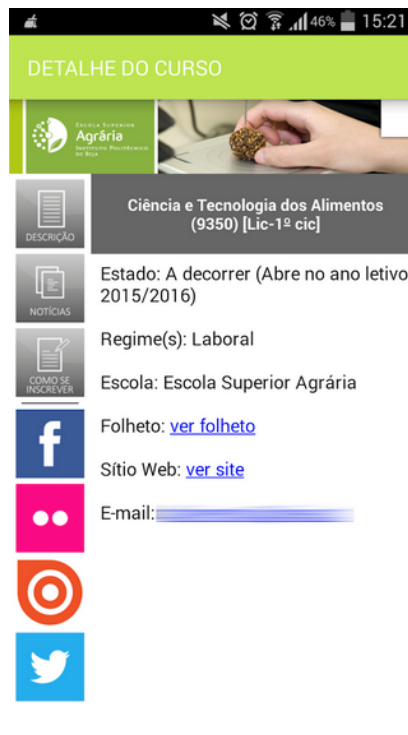 46% 15:21
DETALHE DO CURSO
Escola Superior
Agrária
Instituto Politécnico
de Beja
DESCRIÇÃO
NOTÍCIAS
COMO SE
INSCREVER
Ciência e Tecnologia dos Alimentos
(9350) [Lic-1º cic]
Estado: A decorrer (Abre no ano letivo
2015/2016)
Regime(s): Laboral
Escola: Escola Superior Agrária
Folheto: ver folheto
Sítio Web: ver site
E-mail: